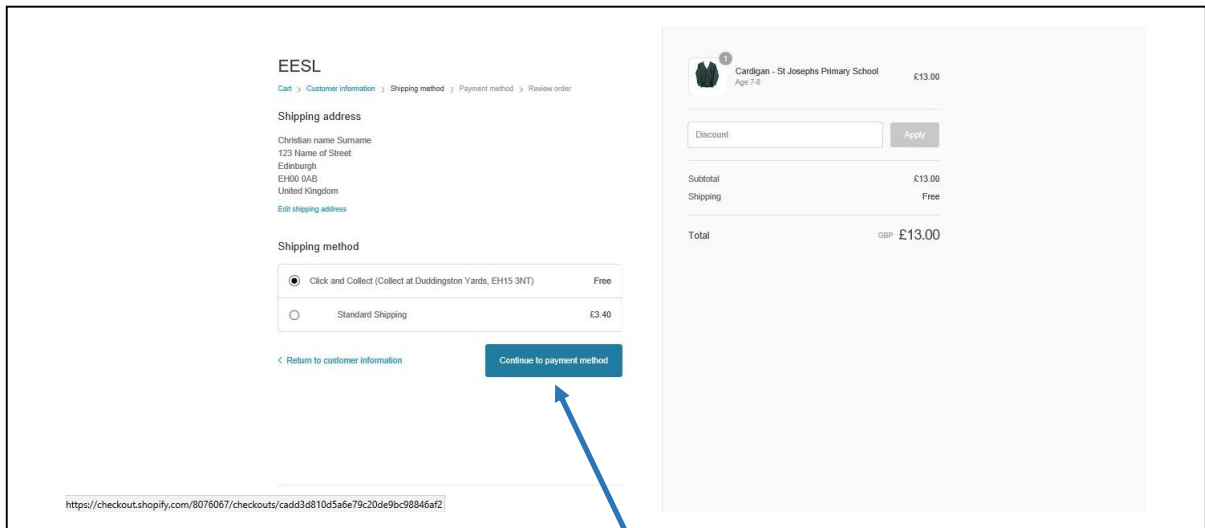 EESL
Cart > Customer information > Shipping method > Payment method > Review order
Shipping address
Christian name Surname
123 Name of Street
Edinburgh
EH00 0AB
United Kingdom
Edit shipping address
Shipping method
Click and Collect (Collect at Duddingston Yards, EH15 3NT) Free
Standard Shipping £3.40
< Return to customer information Continue to payment method
1
Cardigan - St Josephs Primary School £13.00
Age 7-8
Discount Apply
Subtotal £13.00
Shipping Free
Total GBP £13.00
https://checkout.shopify.com/8076067/checkouts/cadd3d810d5a6e79c20de9bc98846af2